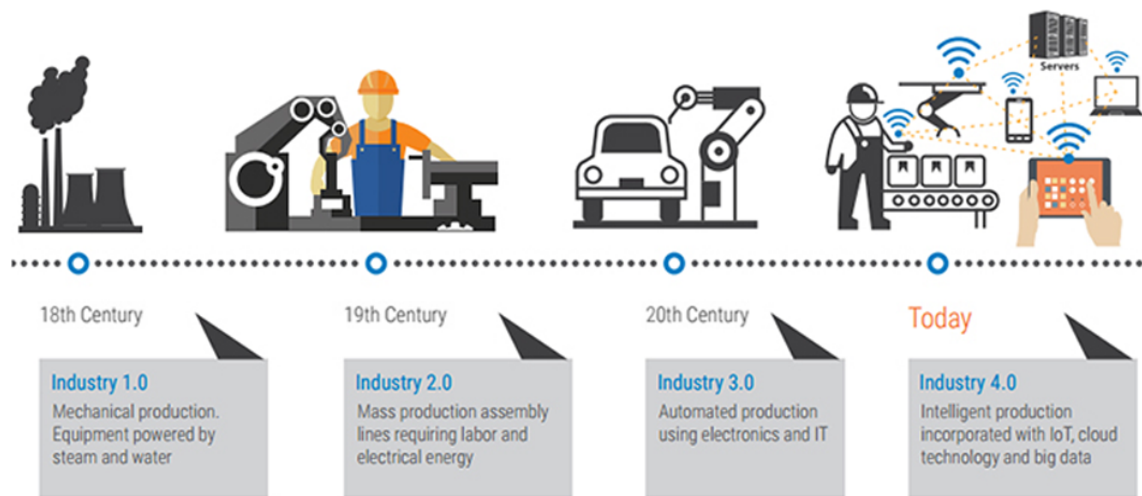 Servers
18th Century
19th Century
20th Century
Today
Industry 1.0
Mechanical production.
Equipment powered by
steam and water
Industry 2.0
Mass production assembly
lines requiring labor and
electrical energy
Industry 3.0
Automated production
using electronics and IT
Industry 4.0
Intelligent production
incorporated with IoT, cloud
technology and big data